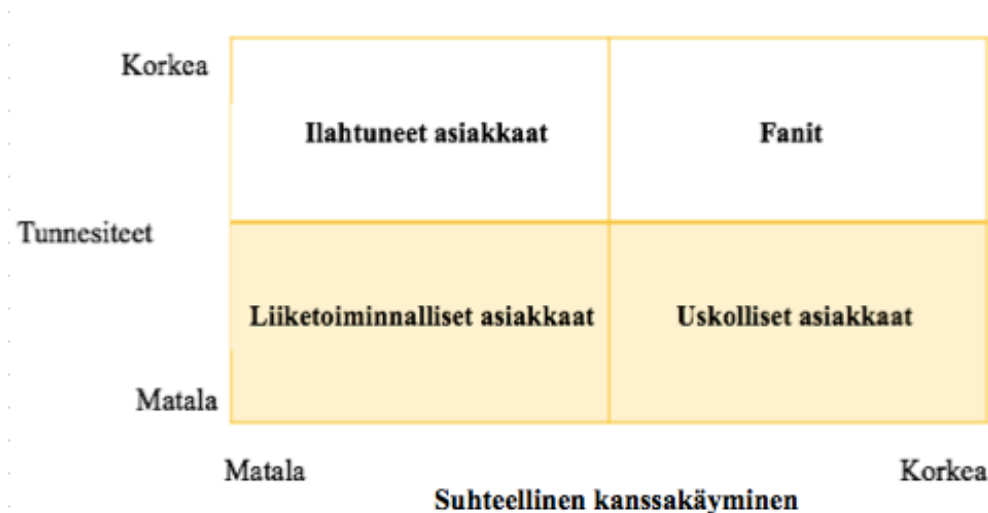 Korkea
Ilahtuneet asiakkaat Fanit
Tunnesiteet
Liiketoiminnalliset asiakkaat Uskolliset asiakkaat
Matala
Matala Korkea
Suhteellinen kanssakäyminen